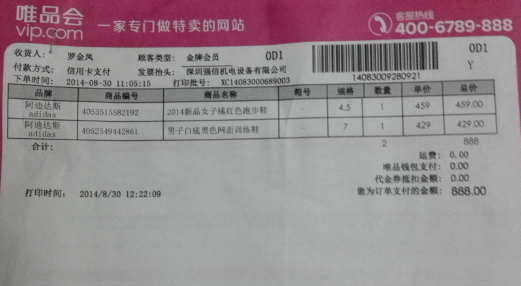 唯品会 vip.com 一家专门做特卖的网站 客服热线 400-6789-888
收货人： 罗金凤 顾客类型： 金牌会员 0D1 0D1
付款方式： 信用卡支付 发票抬头： 深圳强信机电设备有限公司 Y
14083009280921
下单时间： 2014-08-30 11:05:15 打印批号： XC14083000689003
品牌 商品编号 商品名称 箱号 规格 数量 单价 总价
阿迪达斯 adidas 4053515582192 2014新品女子橘红色跑步鞋 - 4.5 1 459 459.00
阿迪达斯 adidas 4052549442861 男子白底黑色网面训练鞋 - 7 1 429 429.00
合计： 2 888
运费： 0.00
唯品钱包支付： 0.00
代金券抵扣金额： 0.00
打印时间： 2014/8/30 12:22:09 您为订单支付的金额： 888.00